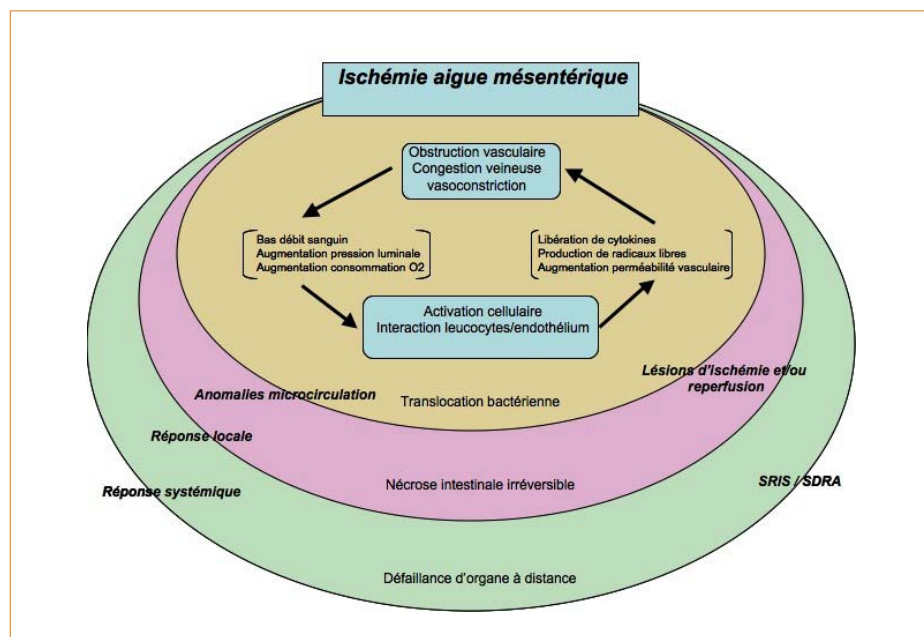 Ischémie aigue mésentérique
Obstruction vasculaire
Congestion veineuse
vasoconstriction
Bas débit sanguin
Augmentation pression luminale
Augmentation consommation O2
Libération de cytokines
Production de radicaux libres
Augmentation perméabilité vasculaire
Activation cellulaire
Interaction leucocytes/endothélium
Lésions d'Ischémie et/ou
reperfusion
Anomalies microcirculation
Translocation bactérienne
Réponse locale
Nécrose intestinale irréversible
SRIS / SDRA
Réponse systémique
Défaillance d'organe à distance